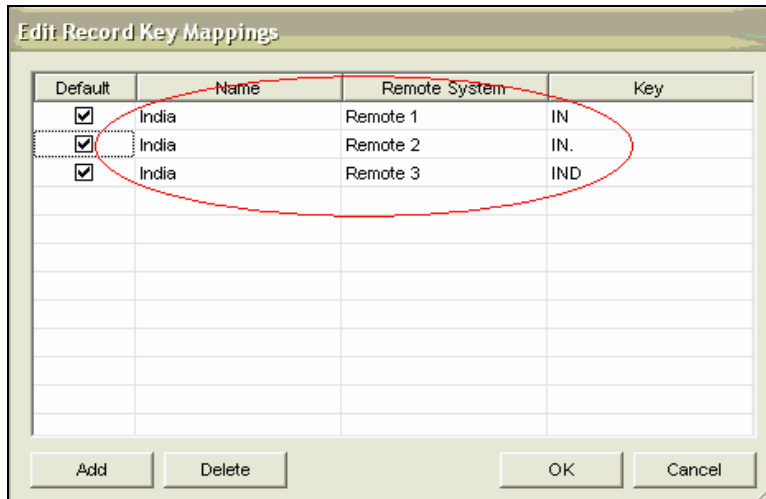 Edit Record Key Mappings
Default Name Remote System Key
India Remote 1 IN
India Remote 2 IN.
India Remote 3 IND
Add Delete OK Cancel